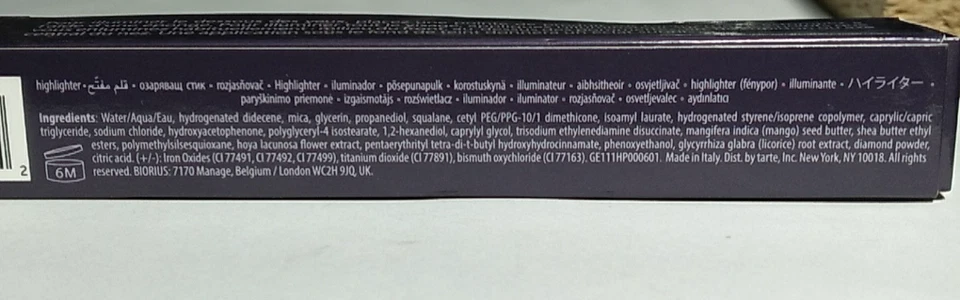 highlighter • قلم مفتّح • озаряващ стик • rozjasňovač • Highlighter • iluminador • põsepunapulk • korostuskynä • illuminateur • aibhsitheoir • osvjetljivač • highlighter (fénypor) • illuminante • ハイライター •
paryškinimo priemonė • izgaismotājs • rozświetlacz • iluminador • iluminator • rozjasňovač • osvetljevalec • aydınlatıcı
Ingredients: Water/Aqua/Eau, hydrogenated didecene, mica, glycerin, propanediol, squalane, cetyl PEG/PPG-10/1 dimethicone, isoamyl laurate, hydrogenated styrene/isoprene copolymer, caprylic/capric
triglyceride, sodium chloride, hydroxyacetophenone, polyglyceryl-4 isostearate, 1,2-hexanediol, caprylyl glycol, trisodium ethylenediamine disuccinate, mangifera indica (mango) seed butter, shea butter ethyl
esters, polymethylsilsesquioxane, hoya lacunosa flower extract, pentaerythrityl tetra-di-t-butyl hydroxyhydrocinnamate, phenoxyethanol, glycyrrhiza glabra (licorice) root extract, diamond powder,
citric acid. (+/-): Iron Oxides (CI 77491, CI 77492, CI 77499), titanium dioxide (CI 77891), bismuth oxychloride (CI 77163). GE111HP000601. Made in Italy. Dist. by tarte, Inc. New York, NY 10018. All rights
reserved. BIORIUS: 7170 Manage, Belgium / London WC2H 9JQ, UK.
6M
2